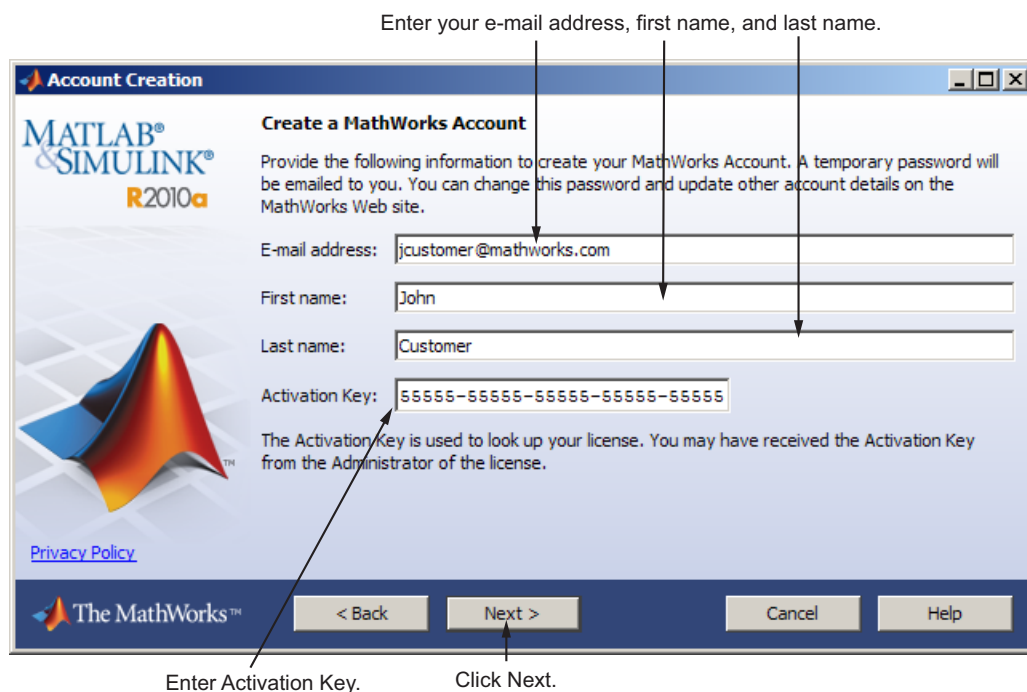 Enter your e-mail address, first name, and last name.
Account Creation
MATLAB®
&SIMULINK®
R2010a
Create a MathWorks Account
Provide the following information to create your MathWorks Account. A temporary password will
be emailed to you. You can change this password and update other account details on the
MathWorks Web site.
E-mail address: jcustomer@mathworks.com
First name: John
Last name: Customer
Activation Key: 55555-55555-55555-55555-55555
The Activation Key is used to look up your license. You may have received the Activation Key
from the Administrator of the license.
TM
Privacy Policy
The MathWorks™
< Back
Next >
Cancel
Help
Enter Activation Key.
Click Next.